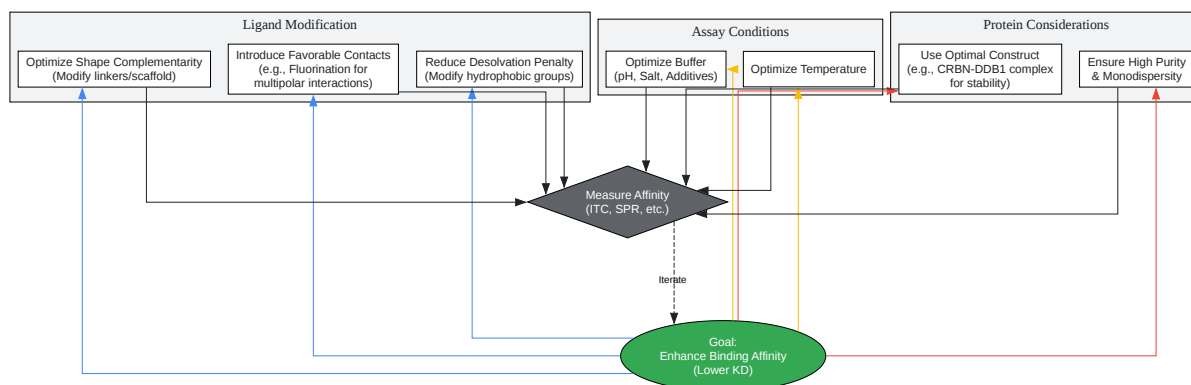 Ligand Modification
Optimize Shape Complementarity
(Modify linkers/scaffold)
Introduce Favorable Contacts
(e.g., Fluorination for
multipolar interactions)
Reduce Desolvation Penalty
(Modify hydrophobic groups)
Assay Conditions
Optimize Buffer
(pH, Salt, Additives)
Optimize Temperature
Protein Considerations
Use Optimal Construct
(e.g., CRBN-DDB1 complex
for stability)
Ensure High Purity
& Monodispersity
Measure Affinity
(ITC, SPR, etc.)
Iterate
Goal:
Enhance Binding Affinity
(Lower KD)